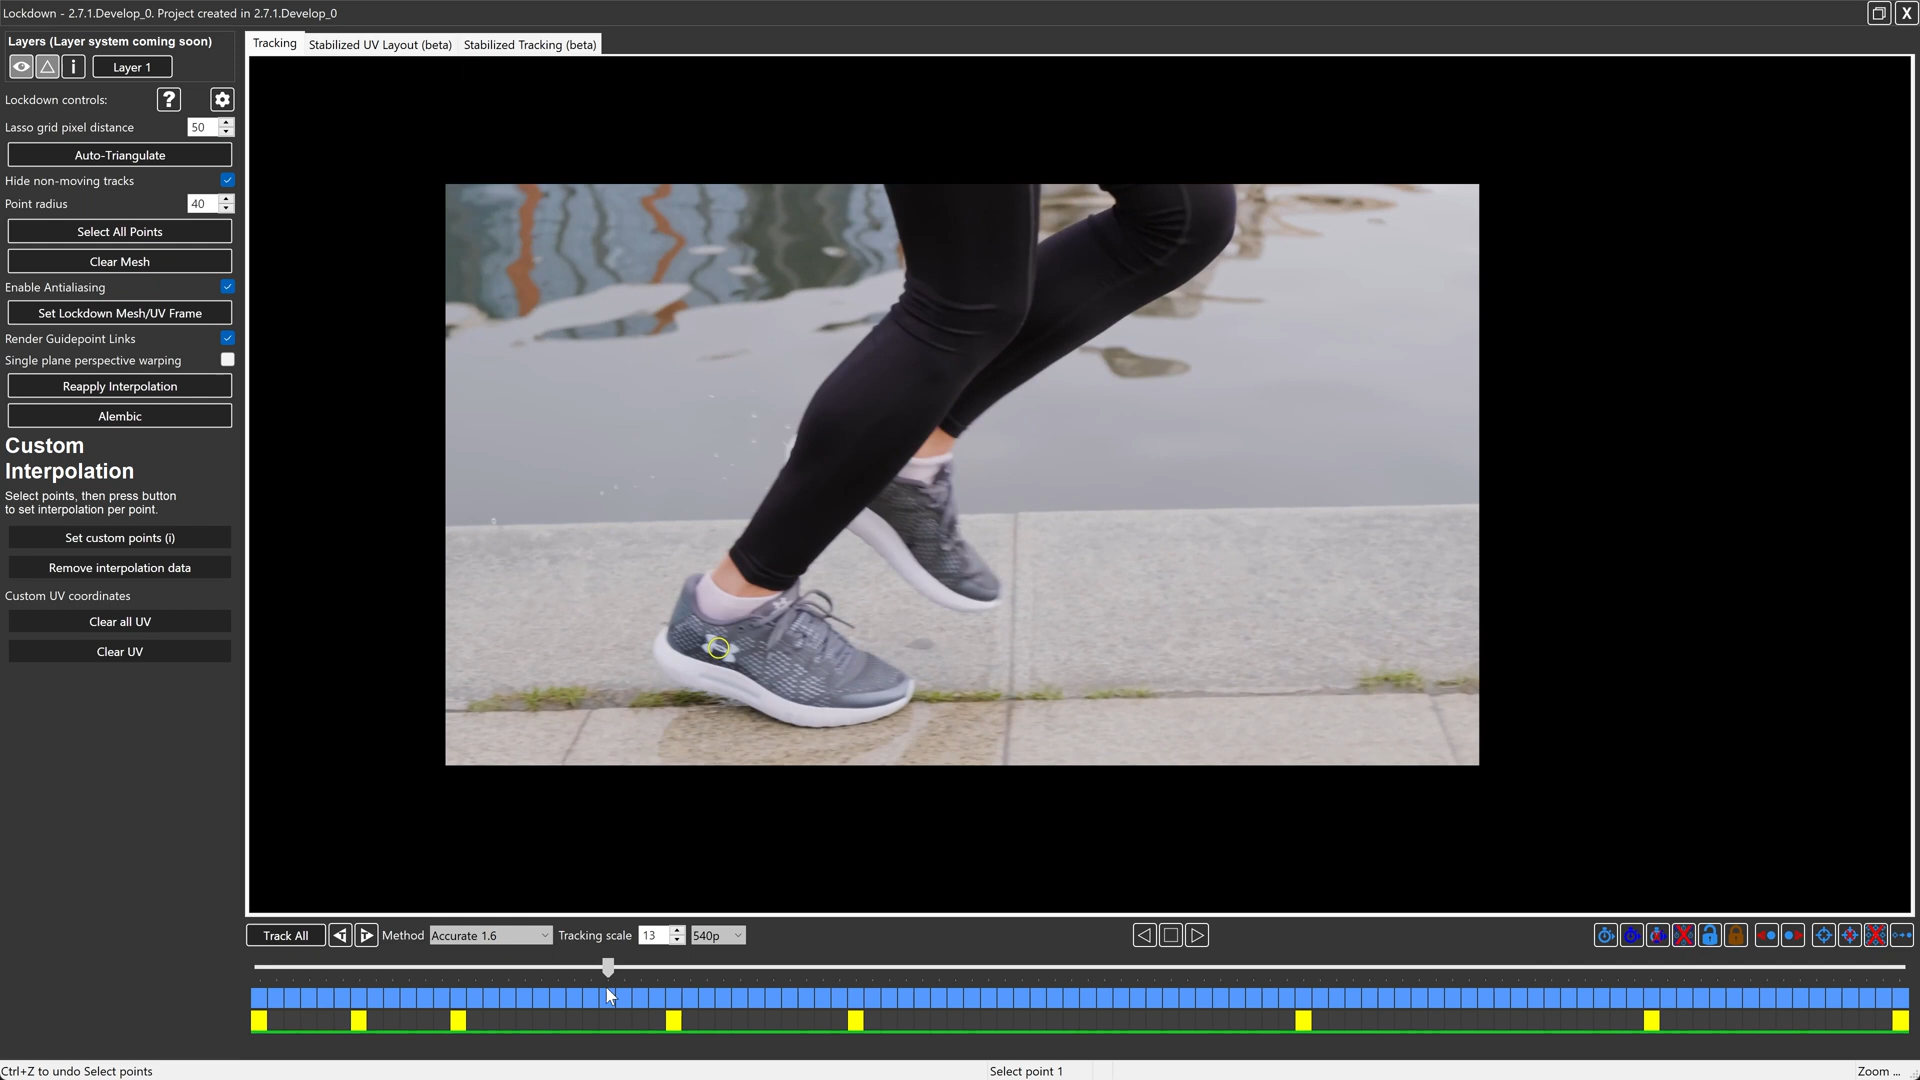 Lockdown - 2.7.1.Develop_0. Project created in 2.7.1.Develop_0
X
Layers (Layer system coming soon)
i
Layer 1
Tracking
Stabilized UV Layout (beta)
Stabilized Tracking (beta)
Lockdown controls:
?
Lasso grid pixel distance
50
Auto-Triangulate
Hide non-moving tracks
Point radius
40
Select All Points
Clear Mesh
Enable Antialiasing
Set Lockdown Mesh/UV Frame
Render Guidepoint Links
Single plane perspective warping
Reapply Interpolation
Alembic
Custom
Interpolation
Select points, then press button
to set interpolation per point.
Set custom points (i)
Remove interpolation data
Custom UV coordinates
Clear all UV
Clear UV
Track All
Method
Accurate 1.6
Tracking scale
13
540p
Ctrl+Z to undo Select points
Select point 1
Zoom ...